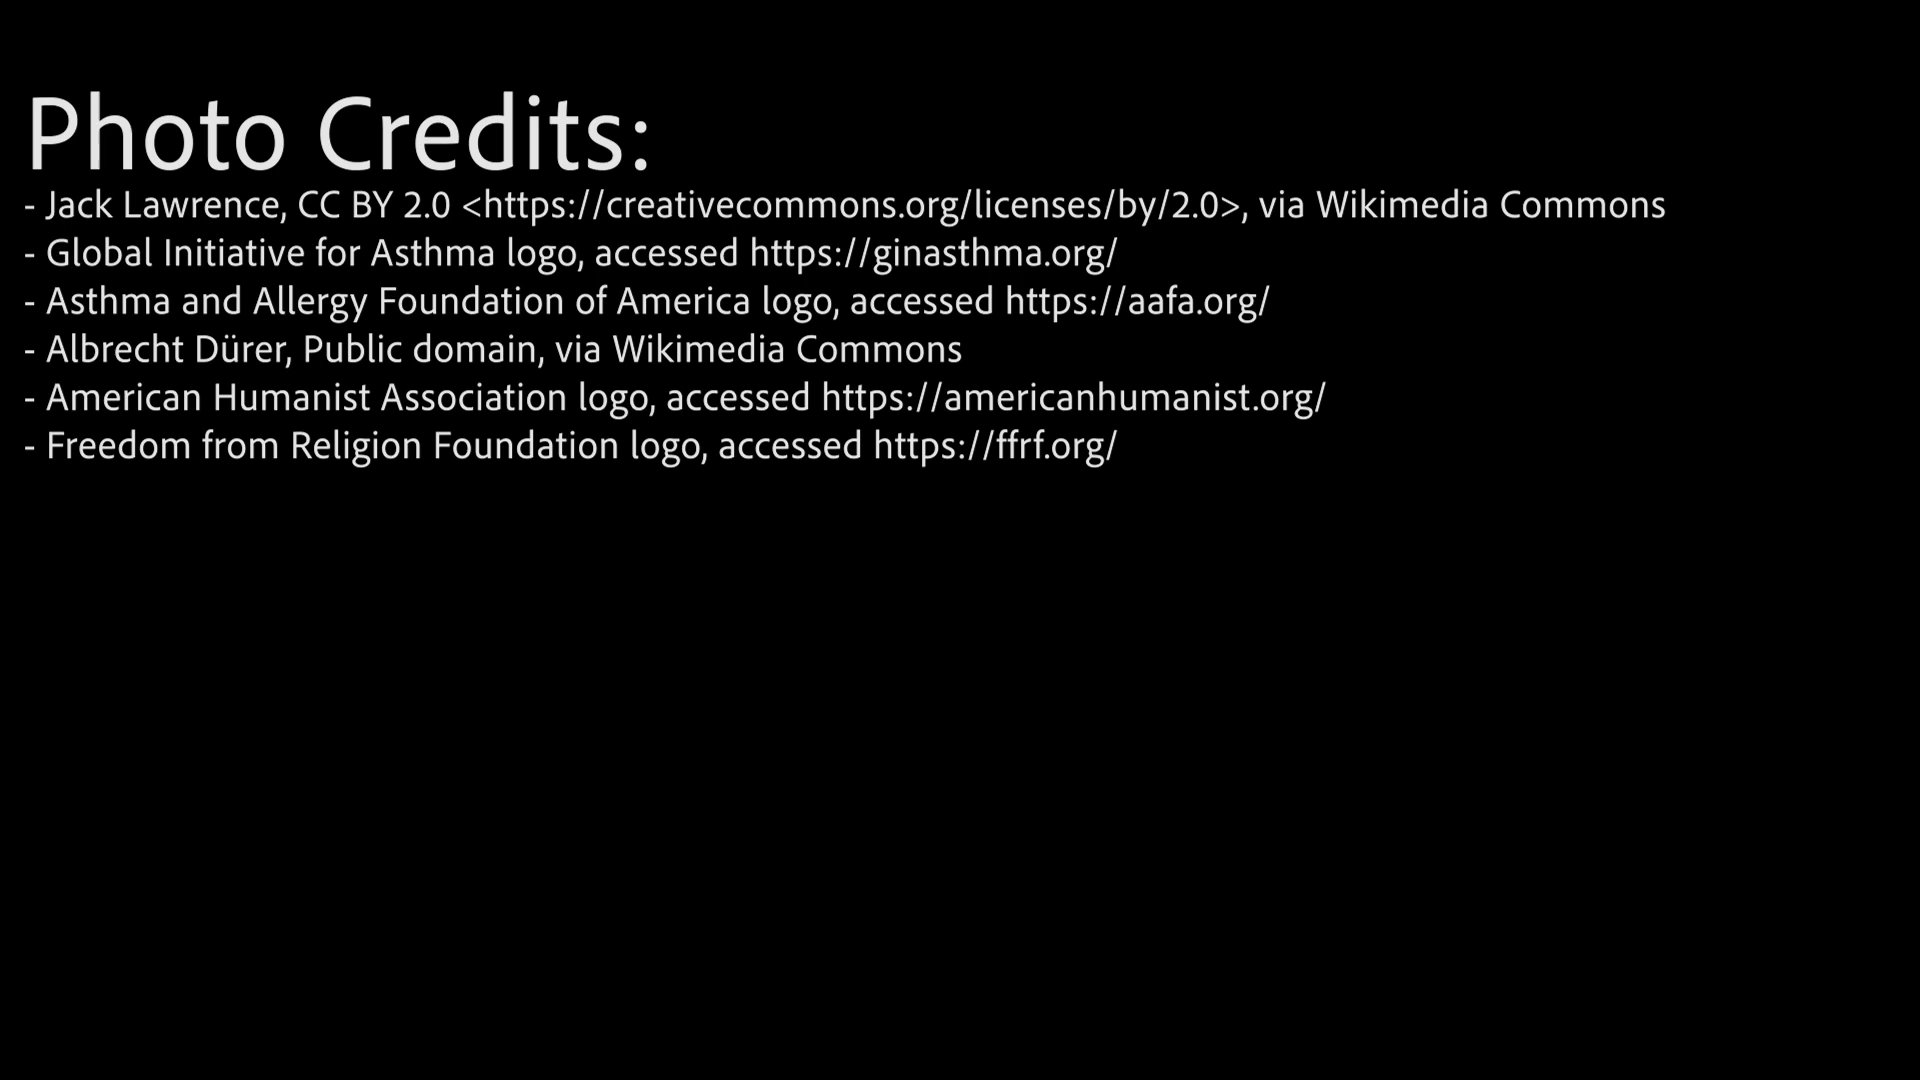 Photo Credits:
- Jack Lawrence, CC BY 2.0 <https://creativecommons.org/licenses/by/2.0>, via Wikimedia Commons
- Global Initiative for Asthma logo, accessed https://ginasthma.org/
- Asthma and Allergy Foundation of America logo, accessed https://aafa.org/
- Albrecht Dürer, Public domain, via Wikimedia Commons
- American Humanist Association logo, accessed https://americanhumanist.org/
- Freedom from Religion Foundation logo, accessed https://ffrf.org/